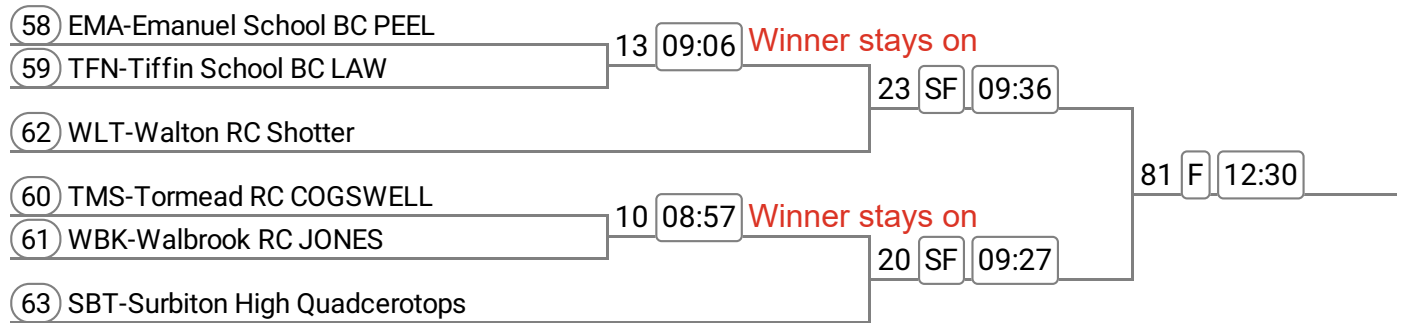 58 EMA-Emanuel School BC PEEL
13 09:06 Winner stays on
59 TFN-Tiffin School BC LAW
23 SF 09:36
62 WLT-Walton RC Shotter
81 F 12:30
60 TMS-Tormead RC COGSWELL
10 08:57 Winner stays on
61 WBK-Walbrook RC JONES
20 SF 09:27
63 SBT-Surbiton High Quadcerotops